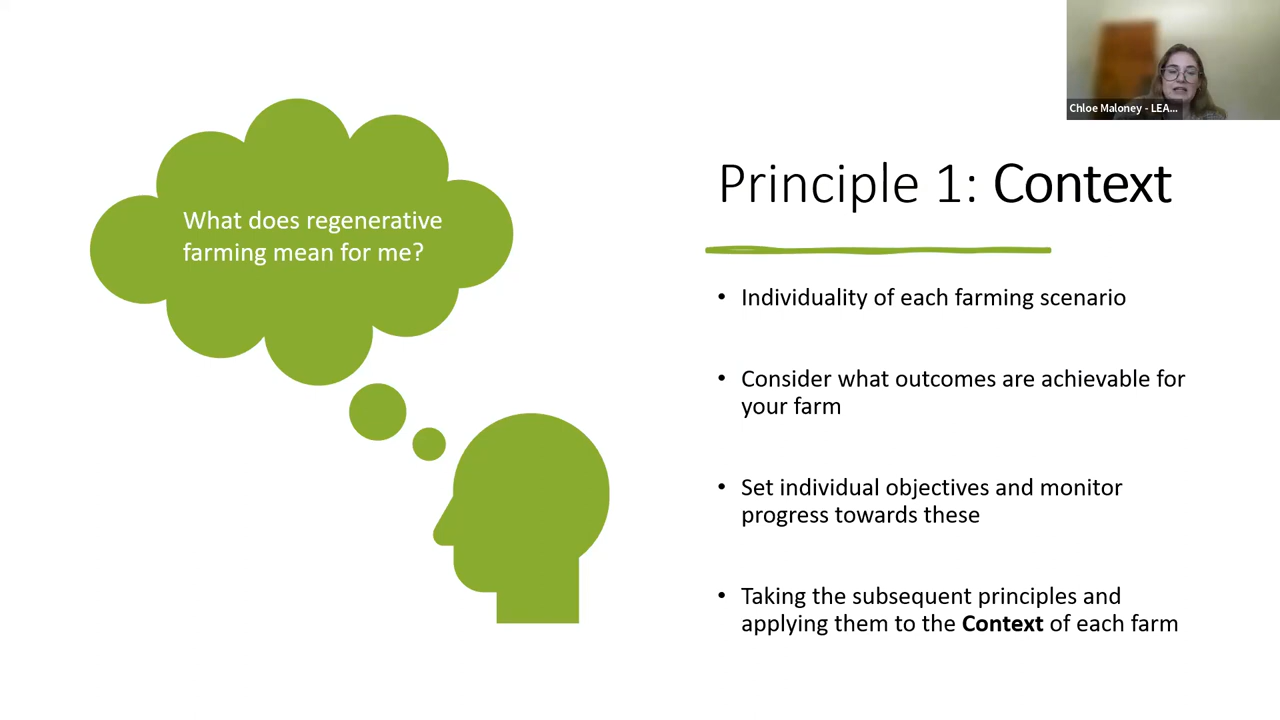 Chloe Maloney - LEA...
What does regenerative
farming mean for me?
Principle 1: Context
• Individuality of each farming scenario
• Consider what outcomes are achievable for
your farm
• Set individual objectives and monitor
progress towards these
• Taking the subsequent principles and
applying them to the Context of each farm